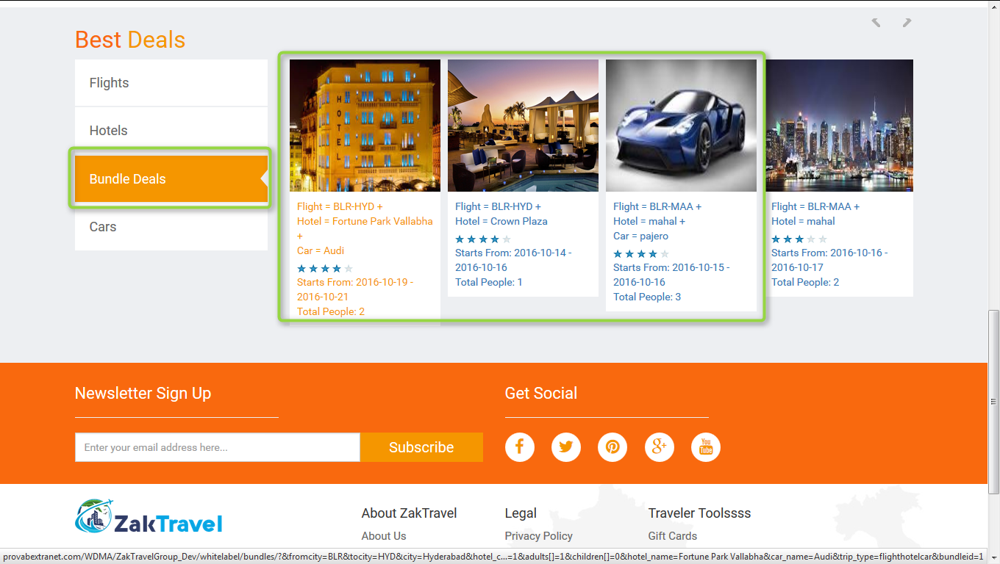 Best Deals
Flights
Hotels
Bundle Deals
Cars
HOTEL
Flight = BLR-HYD +
Hotel = Fortune Park Vallabha
+
Car = Audi
Starts From: 2016-10-19 -
2016-10-21
Total People: 2
Flight = BLR-HYD +
Hotel = Crown Plaza
Starts From: 2016-10-14 -
2016-10-16
Total People: 1
Flight = BLR-MAA +
Hotel = mahal +
Car = pajero
Starts From: 2016-10-15 -
2016-10-16
Total People: 3
Flight = BLR-MAA +
Hotel = mahal
Starts From: 2016-10-16 -
2016-10-17
Total People: 2
Newsletter Sign Up
Enter your email address here...
Subscribe
Get Social
You
Tube
ZakTravel
About ZakTravel
About Us
Legal
Privacy Policy
Traveler Toolssss
Gift Cards
provabextranet.com/WDMA/ZakTravelGroup_Dev/whitelabel/bundles/?&fromcity=BLR&tocity=HYD&city=Hyderabad&hotel_c...=1&adults[]=1&children[]=0&hotel_name=Fortune Park Vallabha&car_name=Audi&trip_type=flighthotelcar&bundleid=1